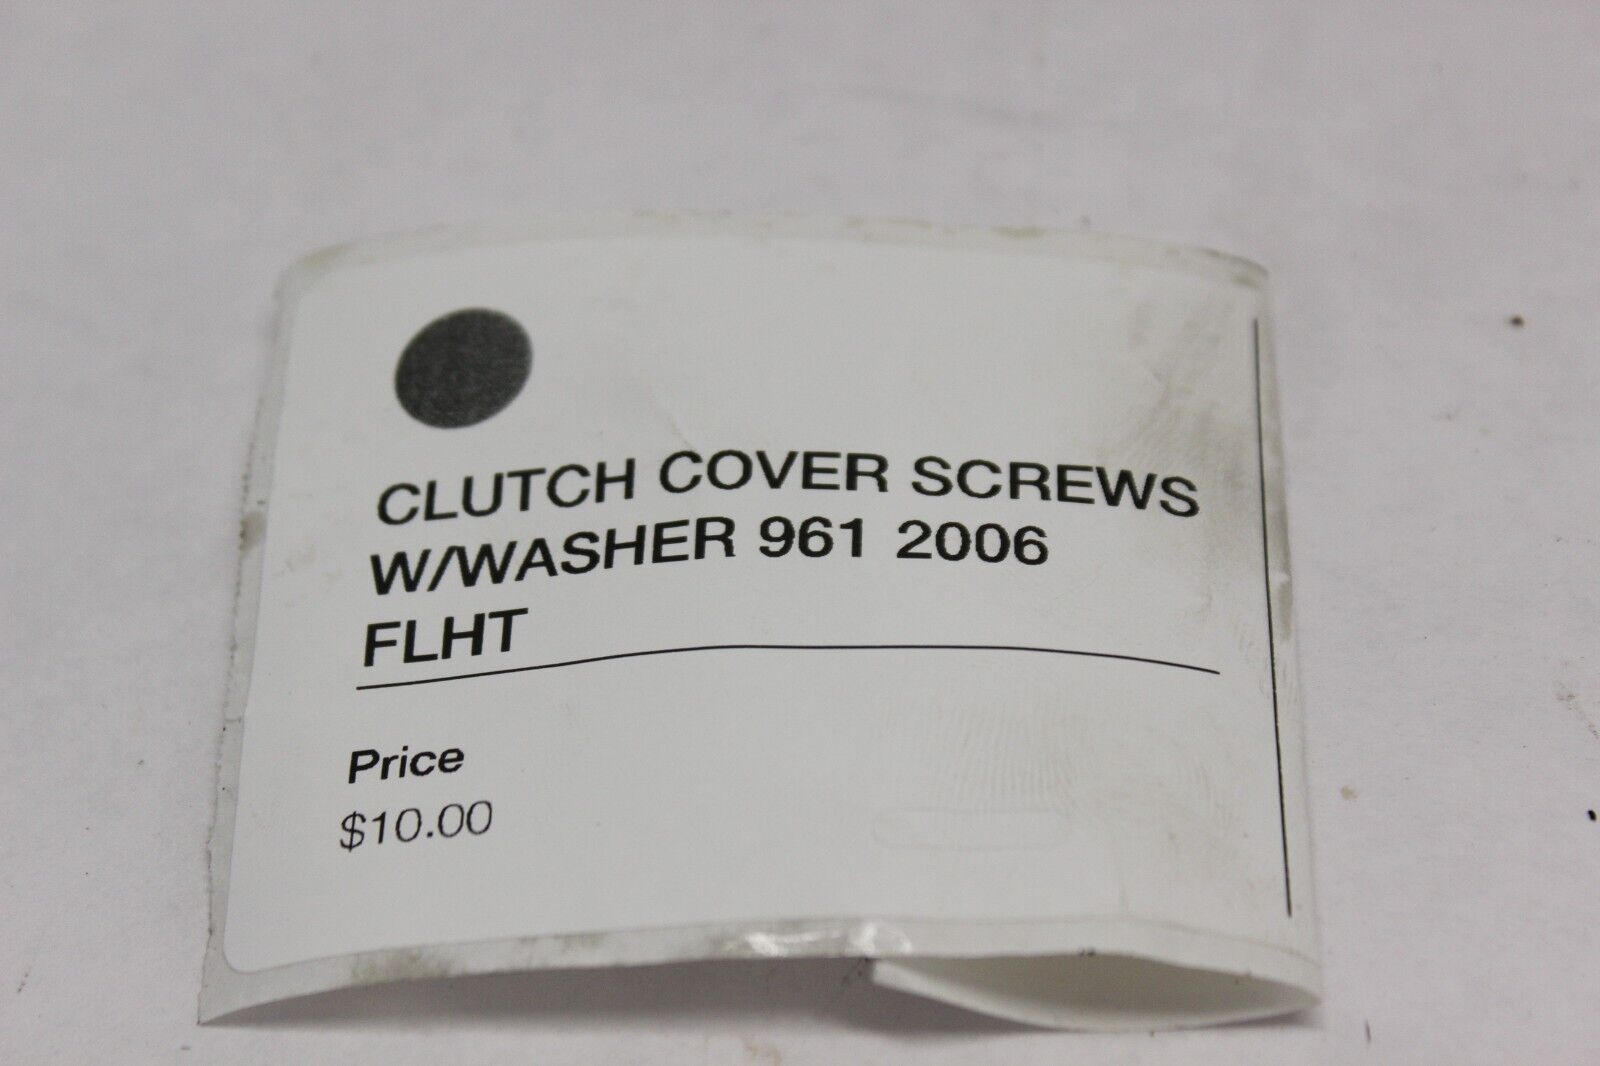 CLUTCH COVER SCREWS
W/WASHER 961 2006
FLHT
Price
$10.00